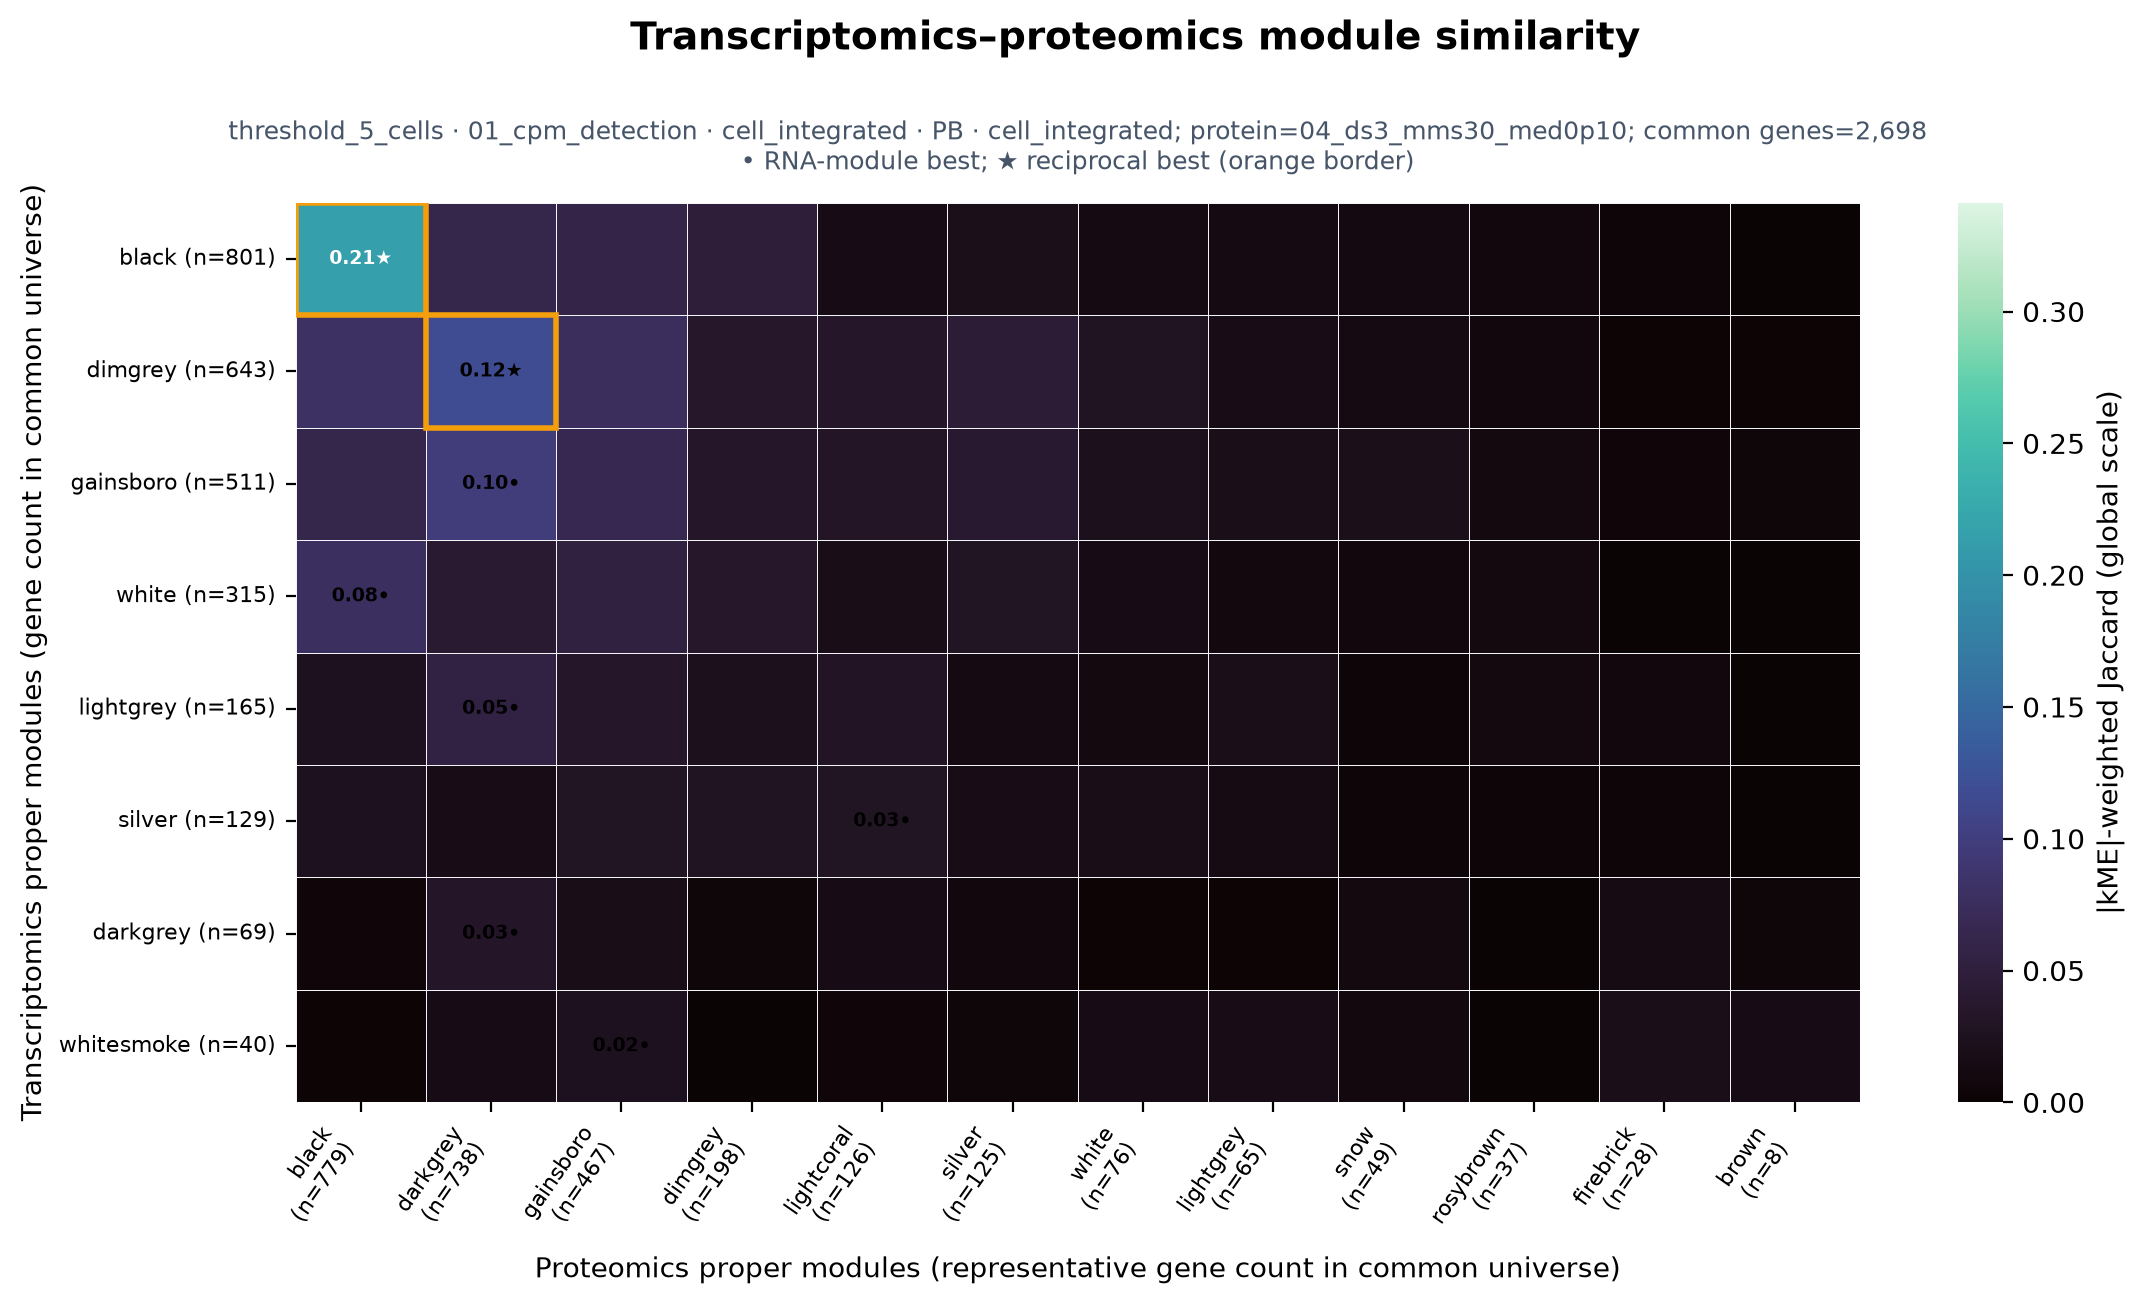 Transcriptomics–proteomics module similarity
threshold_5_cells · 01_cpm_detection · cell_integrated · PB · cell_integrated; protein=04_ds3_mms30_med0p10; common genes=2,698
• RNA-module best; ★ reciprocal best (orange border)
Transcriptomics proper modules (gene count in common universe)
black (n=801)
dimgrey (n=643)
gainsboro (n=511)
white (n=315)
lightgrey (n=165)
silver (n=129)
darkgrey (n=69)
whitesmoke (n=40)
0.21★
0.12★
0.10•
0.08•
0.05•
0.03•
0.03•
0.02•
black
(n=779)
darkgrey
(n=738)
gainsboro
(n=467)
dimgrey
(n=198)
lightcoral
(n=126)
silver
(n=125)
white
(n=76)
lightgrey
(n=65)
snow
(n=49)
rosybrown
(n=37)
firebrick
(n=28)
brown
(n=8)
Proteomics proper modules (representative gene count in common universe)
0.30
0.25
0.20
0.15
0.10
0.05
0.00
|kME|-weighted Jaccard (global scale)